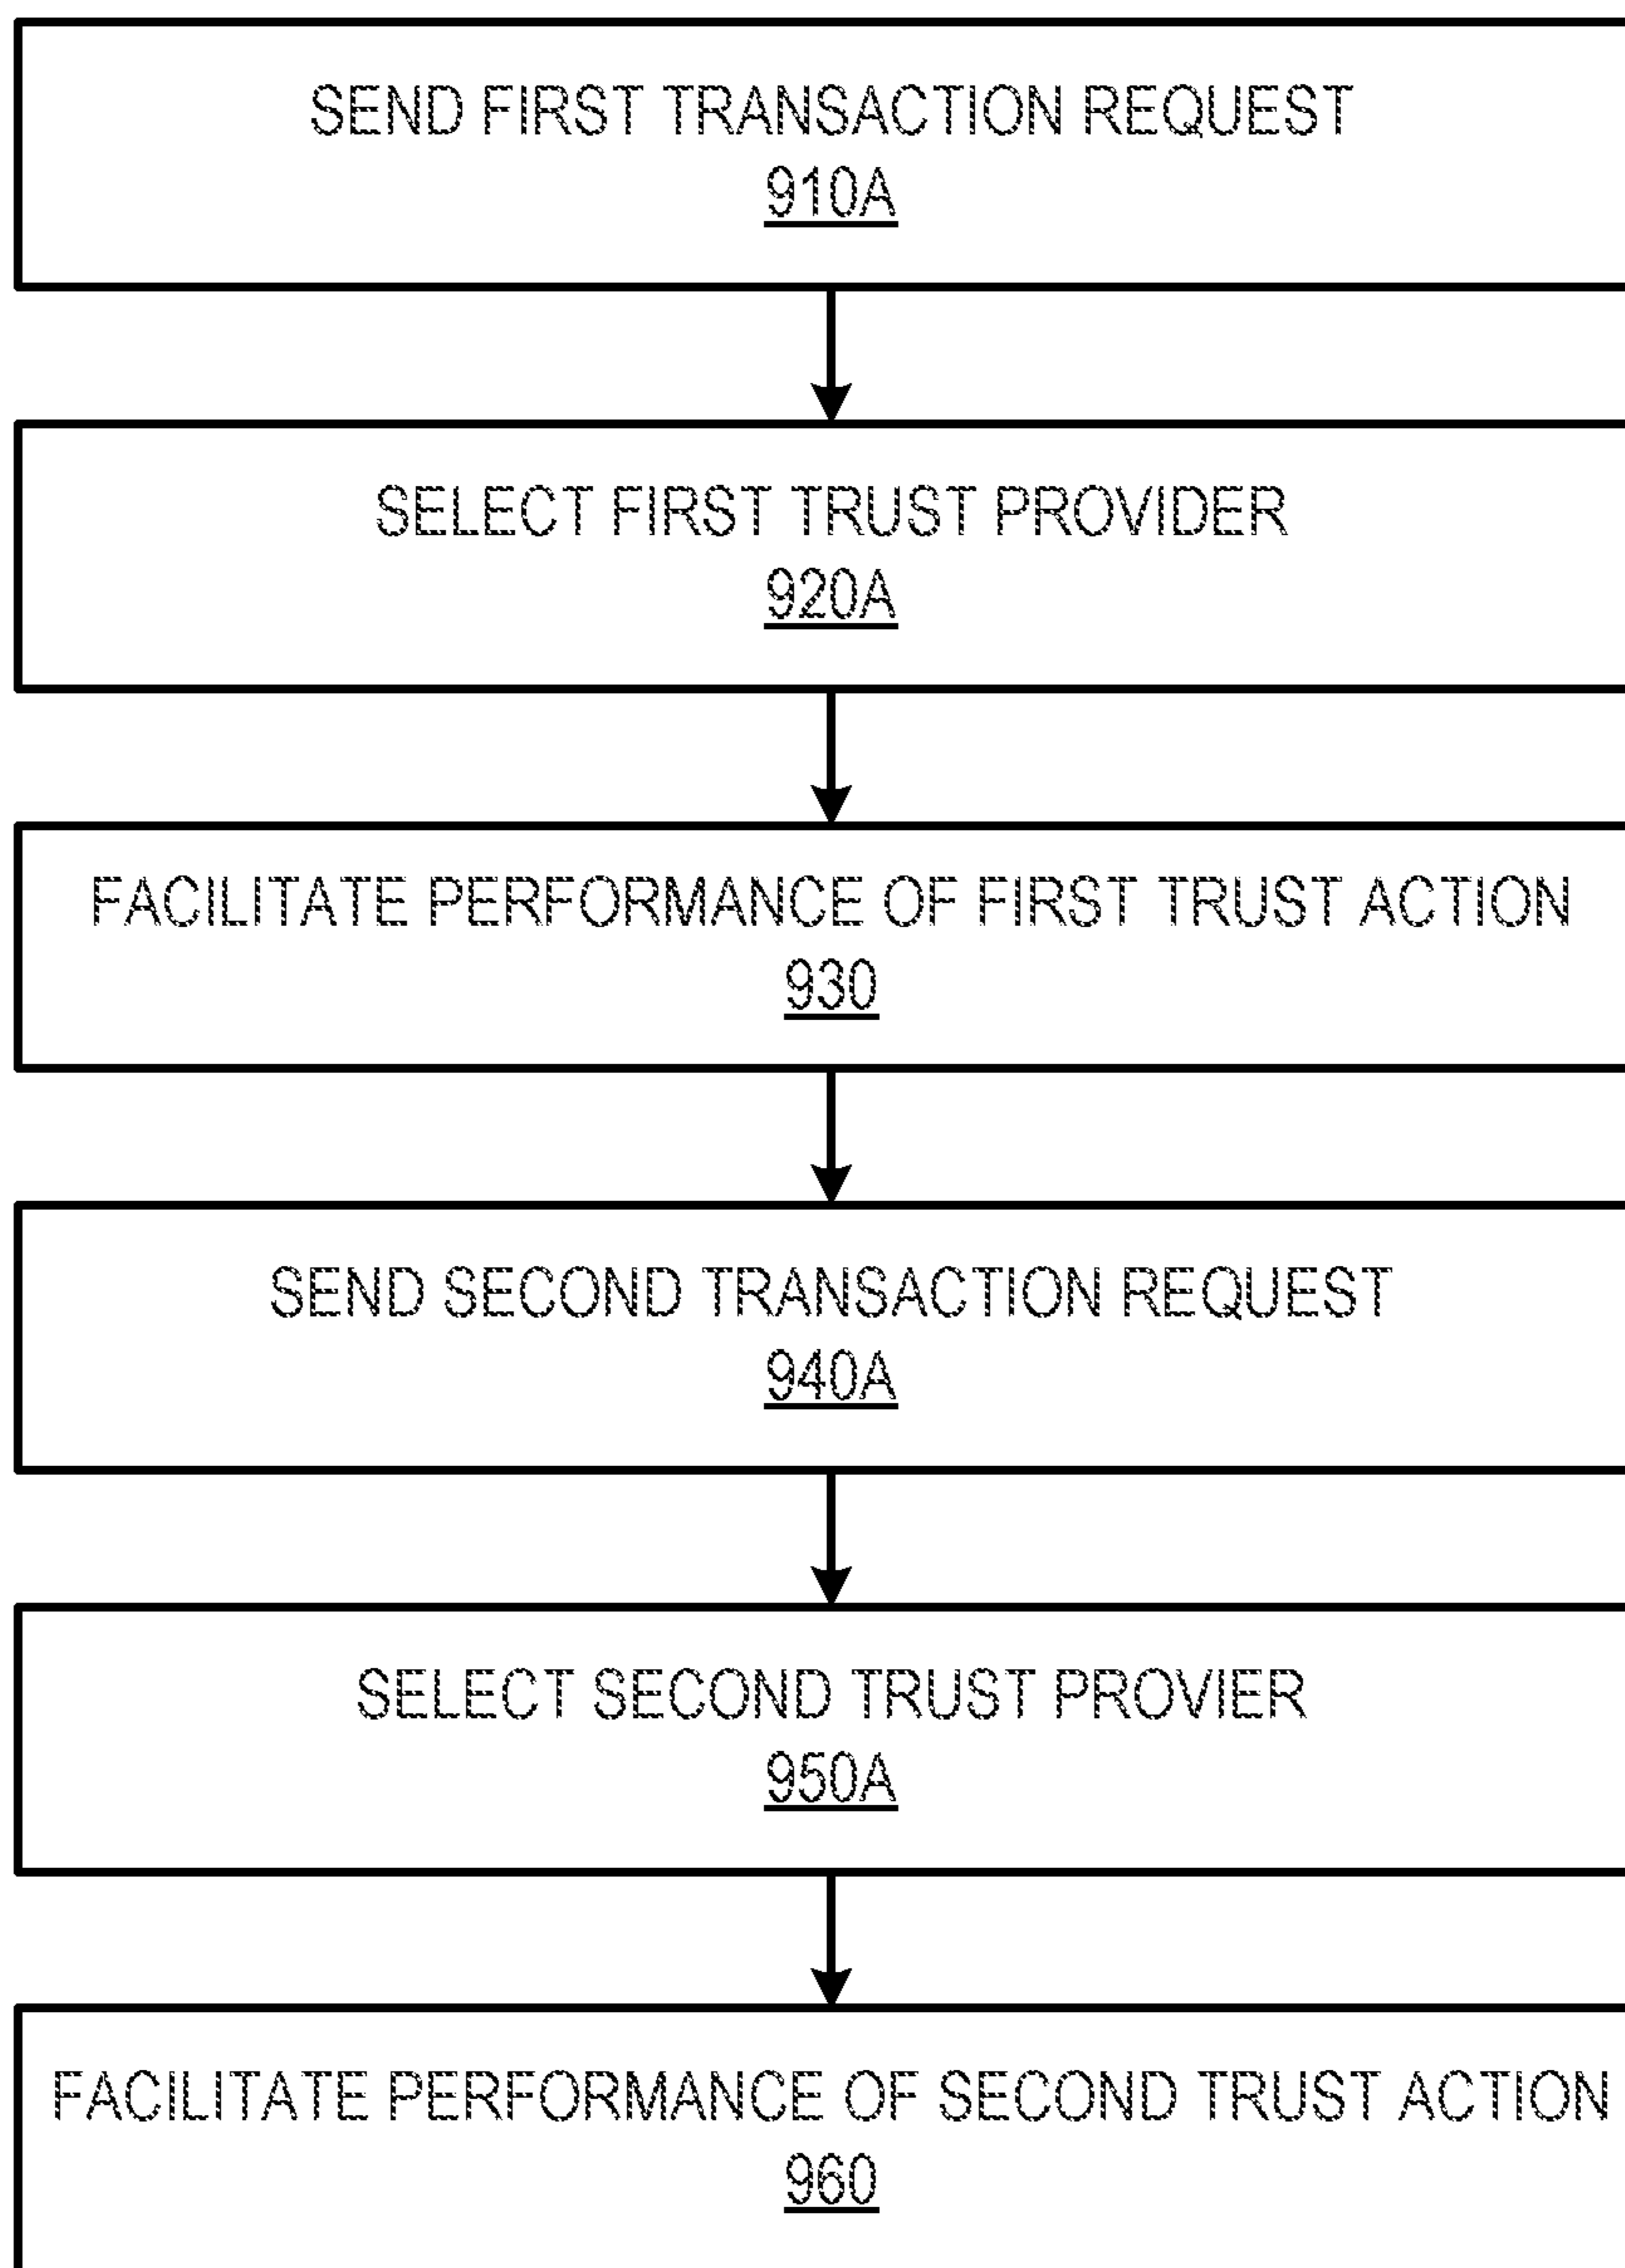 SEND FIRST TRANSACTION REQUEST
910A
SELECT FIRST TRUST PROVIDER
920A
FACILITATE PERFORMANCE OF FIRST TRUST ACTION
930
SEND SECOND TRANSACTION REQUEST
940A
SELECT SECOND TRUST PROVIER
950A
FACILITATE PERFORMANCE OF SECOND TRUST ACTION
960